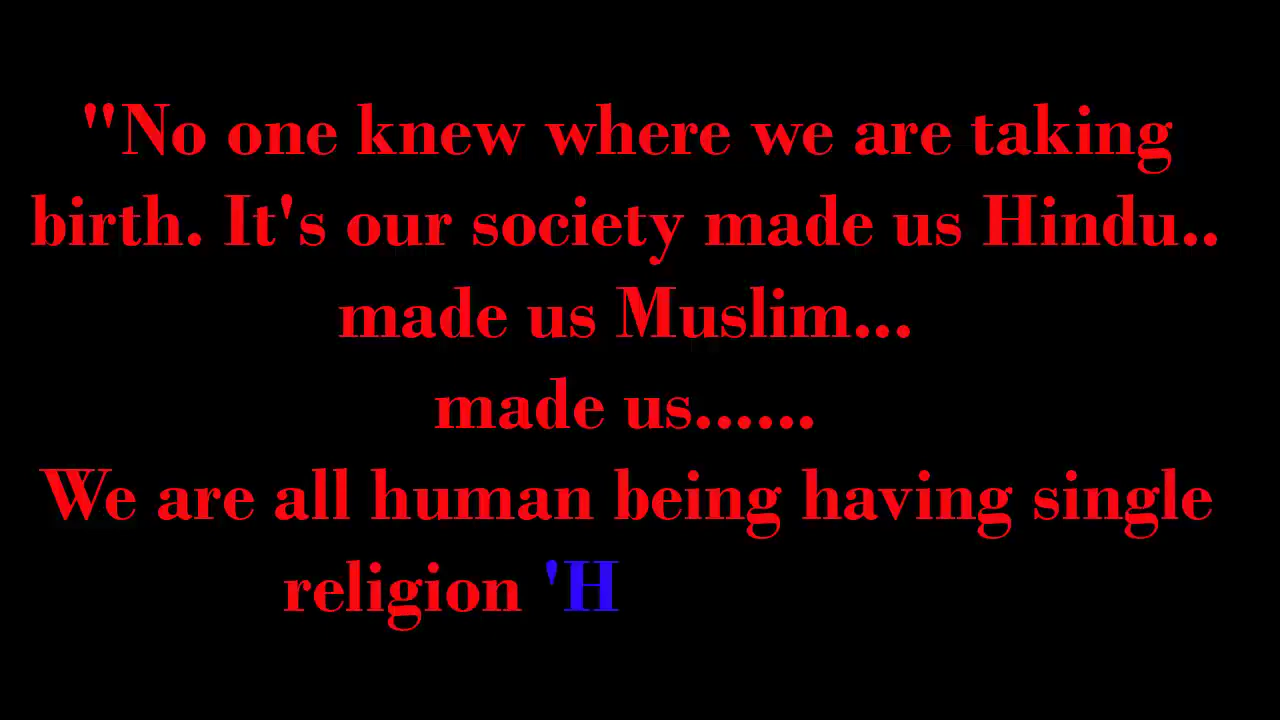 "No one knew where we are taking
birth. It's our society made us Hindu..
made us Muslim...
made us......
We are all human being having single
religion 'H